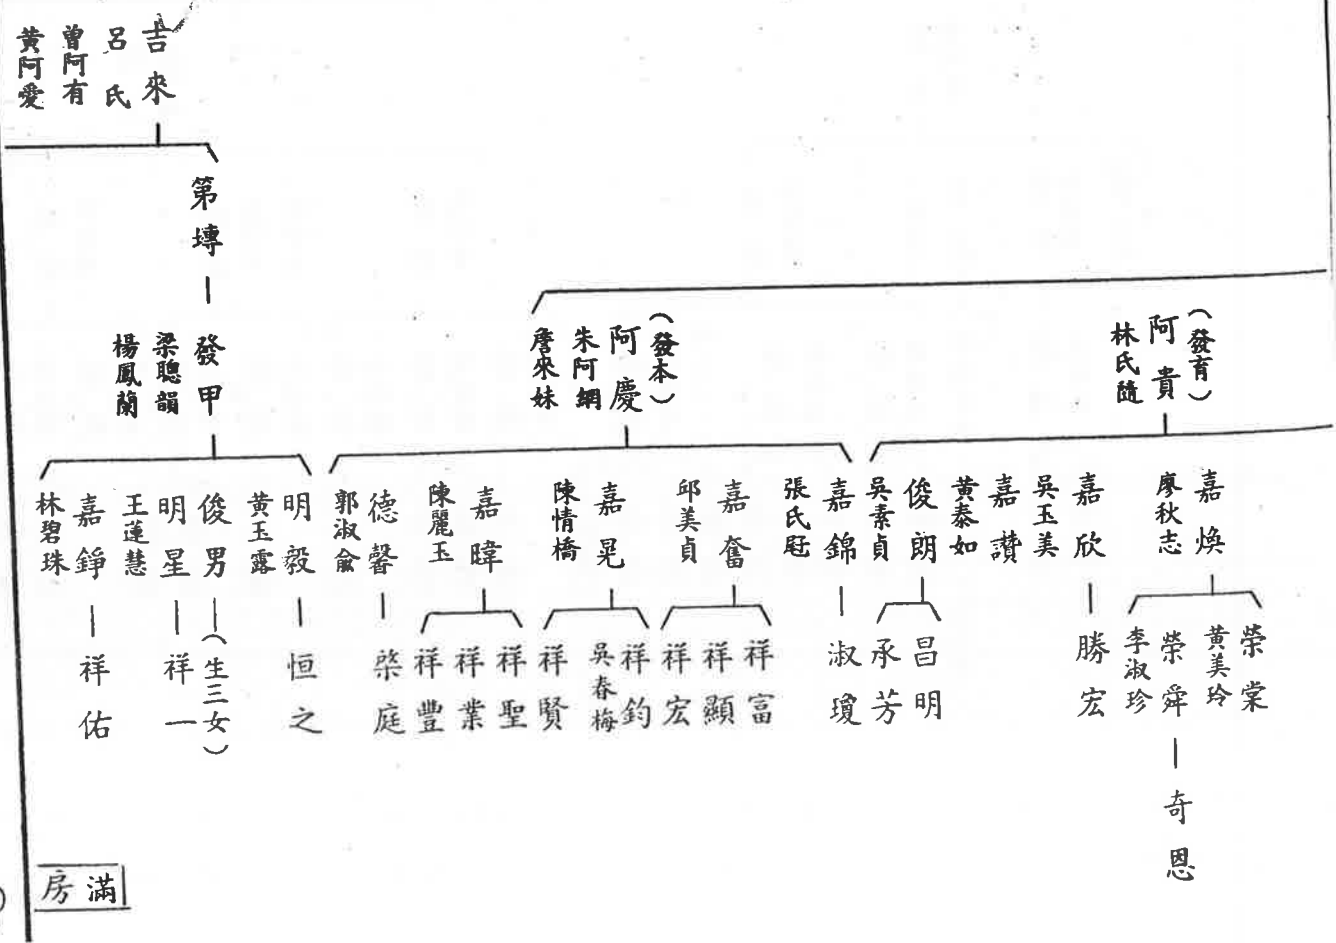 吉來
呂氏
曾阿有
黃阿愛
第塼
(發育)
阿貴
林氏隨
(發本)
阿慶
朱阿網
詹來妹
發甲
梁聰韻
楊鳳蘭
嘉煥
廖秋志
嘉欣
吳玉美
嘉讚
黃泰如
俊朗
吳素貞
嘉錦
嘉奮
邱美貞
嘉晃
陳情橋
嘉暐
陳麗玉
德馨
郭淑俞
明毅
黃玉露
俊男
明星
王蓮慧
嘉錚
林碧珠
榮棠
黃美玲
榮舜
李淑珍
勝宏
昌明
承芳
淑瓊
祥富
祥顯
祥宏
祥鈞
吳春梅
祥賢
祥聖
祥業
祥豐
棨庭
恒之
(生三女)
祥一
祥佑
奇恩
滿房